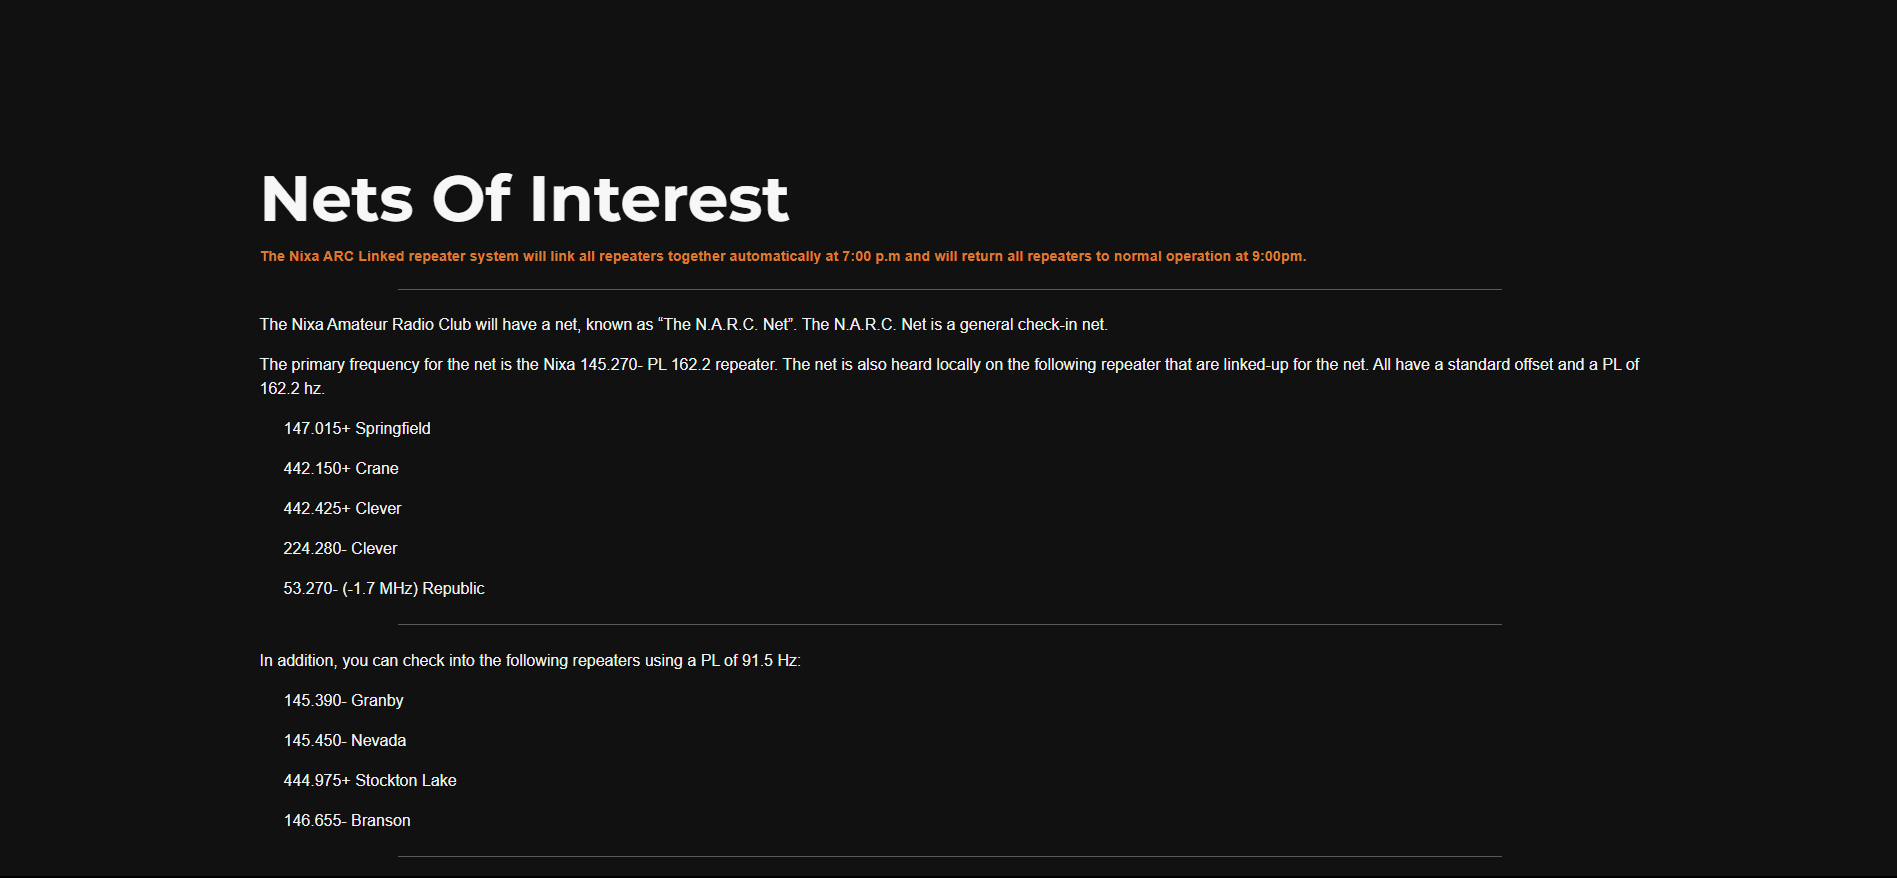 Nets Of Interest
The Nixa ARC Linked repeater system will link all repeaters together automatically at 7:00 p.m and will return all repeaters to normal operation at 9:00pm.
The Nixa Amateur Radio Club will have a net, known as “The N.A.R.C. Net”. The N.A.R.C. Net is a general check-in net.
The primary frequency for the net is the Nixa 145.270- PL 162.2 repeater. The net is also heard locally on the following repeater that are linked-up for the net. All have a standard offset and a PL of
162.2 hz.
147.015+ Springfield
442.150+ Crane
442.425+ Clever
224.280- Clever
53.270- (-1.7 MHz) Republic
In addition, you can check into the following repeaters using a PL of 91.5 Hz:
145.390- Granby
145.450- Nevada
444.975+ Stockton Lake
146.655- Branson